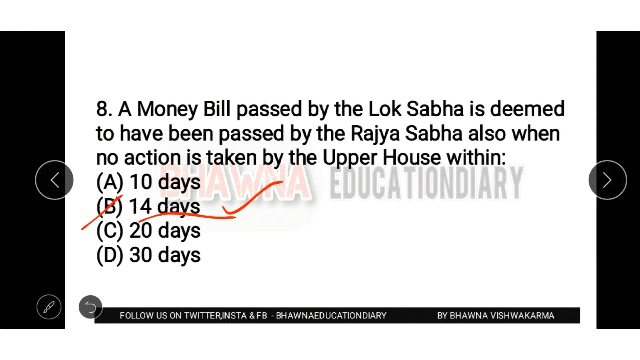 8. A Money Bill passed by the Lok Sabha is deemed
to have been passed by the Rajya Sabha also when
no action is taken by the Upper House within:
(A) 10 days
(B) 14 days
(C) 20 days
(D) 30 days
BHAWNA EDUCATIONDIARY
FOLLOW US ON TWITTER,INSTA & FB - BHAWNAEDUCATIONDIARY
BY BHAWNA VISHWAKARMA